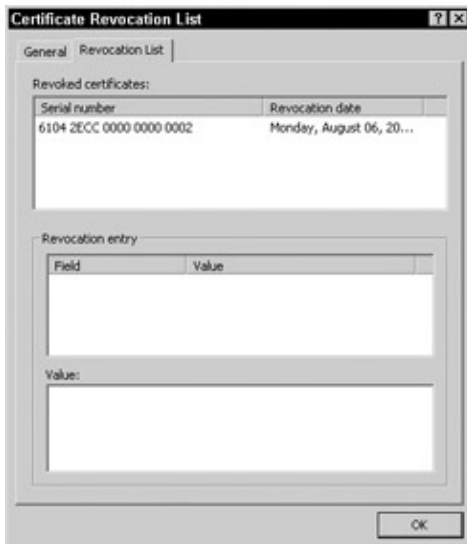 Certificate Revocation List
General Revocation List
Revoked certificates:
Serial number Revocation date
6104 2ECC 0000 0000 0002 Monday, August 06, 20...
Revocation entry
Field Value
Value:
OK